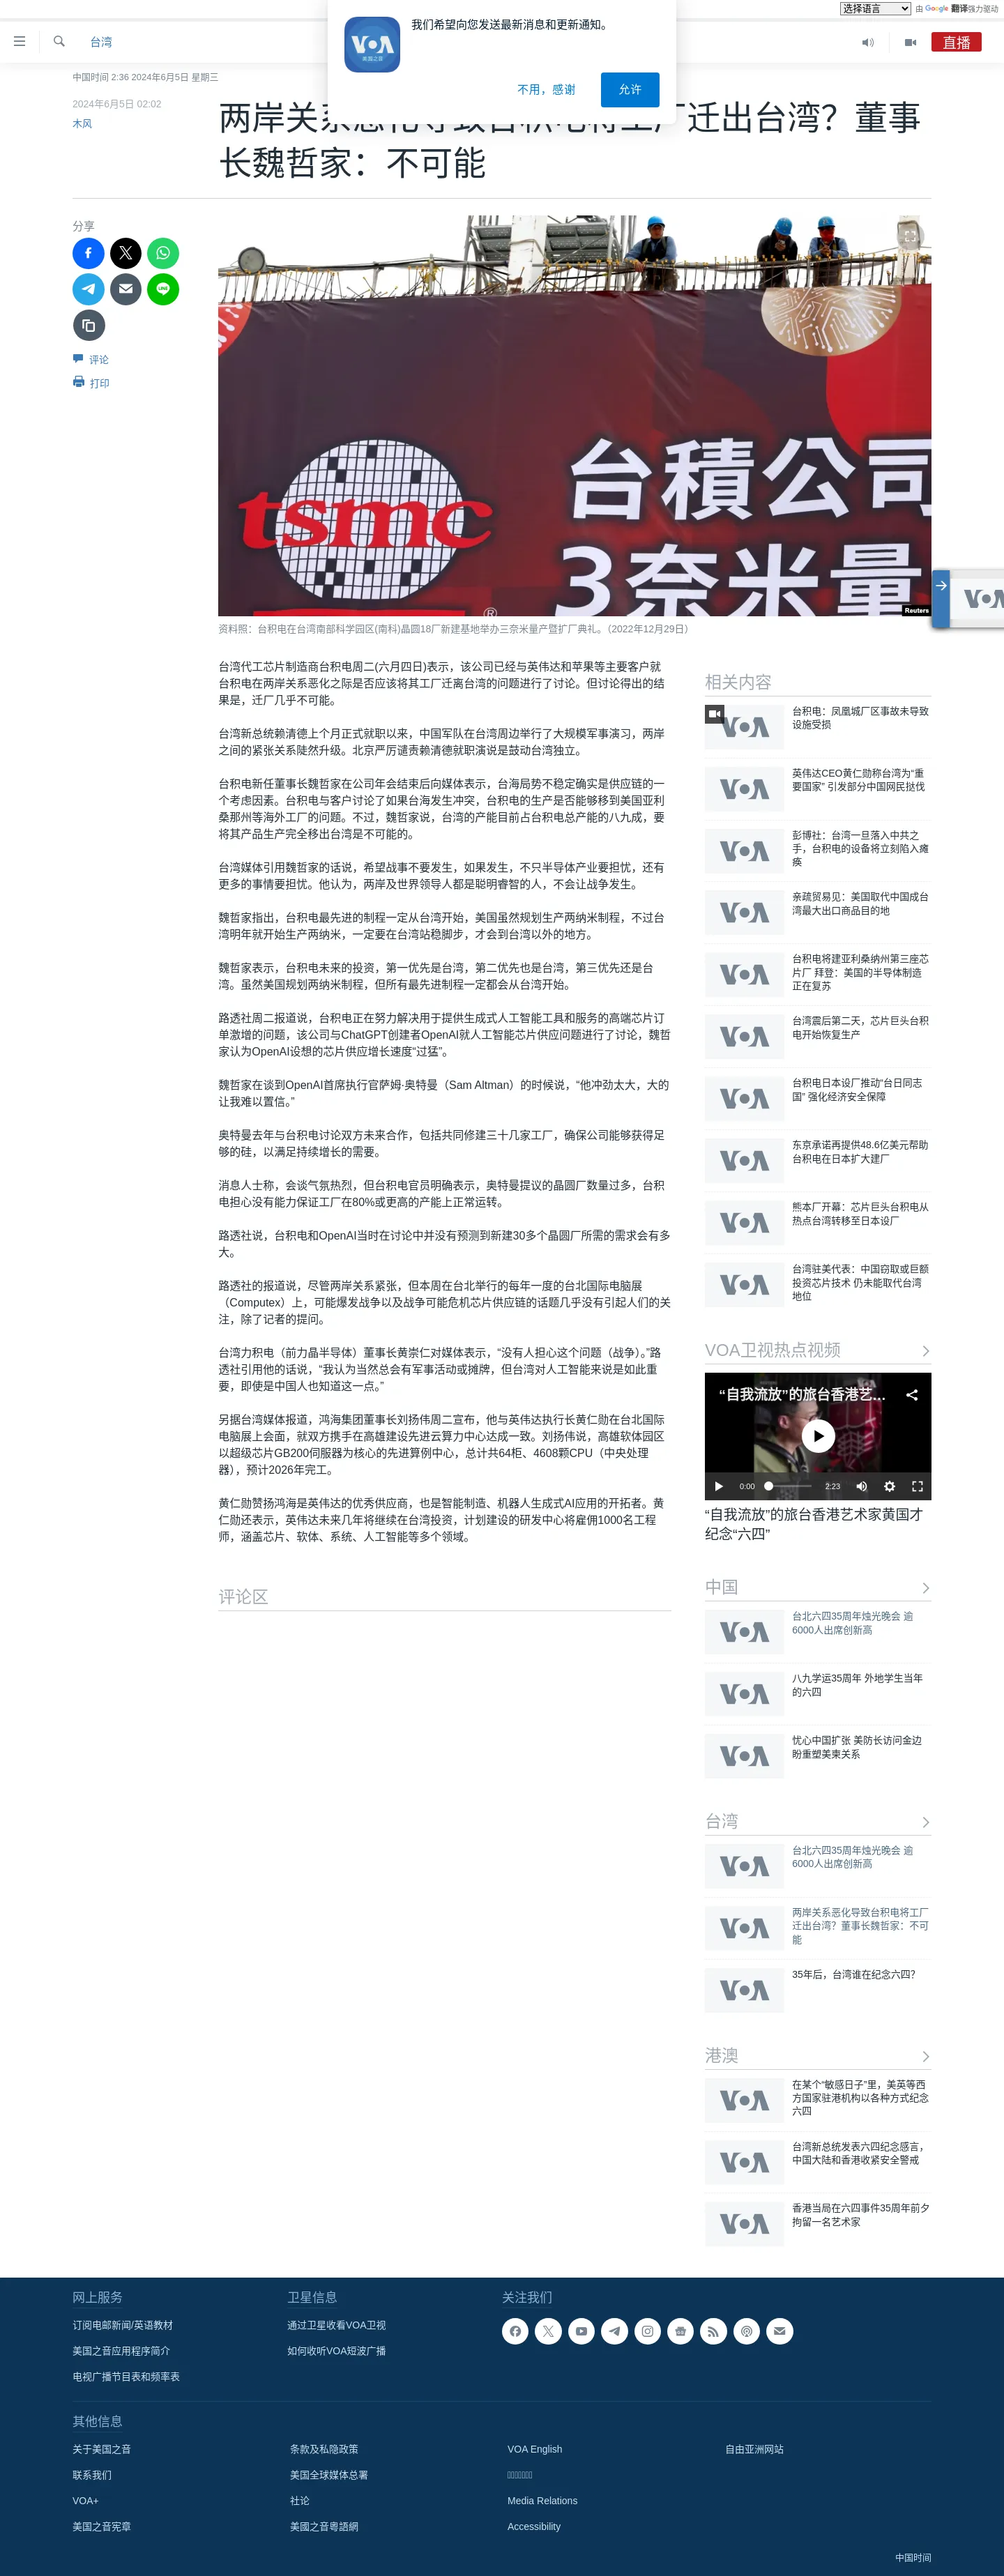 选择语言 由 Google 翻译强力驱动
我们希望向您发送最新消息和更新通知。
VOA
美国之音
不用，感谢
允许
台湾
直播
中国时间 2:36 2024年6月5日 星期三
2024年6月5日 02:02
木风
迁出台湾？董事
长魏哲家：不可能
分享
评论
打印
tsmc
®
台積公司
3奈米量
Reuters
资料照：台积电在台湾南部科学园区(南科)晶圆18厂新建基地举办三奈米量产暨扩厂典礼。（2022年12月29日）
台湾代工芯片制造商台积电周二(六月四日)表示，该公司已经与英伟达和苹果等主要客户就
台积电在两岸关系恶化之际是否应该将其工厂迁离台湾的问题进行了讨论。但讨论得出的结
果是，迁厂几乎不可能。
台湾新总统赖清德上个月正式就职以来，中国军队在台湾周边举行了大规模军事演习，两岸
之间的紧张关系陡然升级。北京严厉谴责赖清德就职演说是鼓动台湾独立。
台积电新任董事长魏哲家在公司年会结束后向媒体表示，台海局势不稳定确实是供应链的一
个考虑因素。台积电与客户讨论了如果台海发生冲突，台积电的生产是否能够移到美国亚利
桑那州等海外工厂的问题。不过，魏哲家说，台湾的产能目前占台积电总产能的八九成，要
将其产品生产完全移出台湾是不可能的。
台湾媒体引用魏哲家的话说，希望战事不要发生，如果发生，不只半导体产业要担忧，还有
更多的事情要担忧。他认为，两岸及世界领导人都是聪明睿智的人，不会让战争发生。
魏哲家指出，台积电最先进的制程一定从台湾开始，美国虽然规划生产两纳米制程，不过台
湾明年就开始生产两纳米，一定要在台湾站稳脚步，才会到台湾以外的地方。
魏哲家表示，台积电未来的投资，第一优先是台湾，第二优先也是台湾，第三优先还是台
湾。虽然美国规划两纳米制程，但所有最先进制程一定都会从台湾开始。
路透社周二报道说，台积电正在努力解决用于提供生成式人工智能工具和服务的高端芯片订
单激增的问题，该公司与ChatGPT创建者OpenAI就人工智能芯片供应问题进行了讨论，魏哲
家认为OpenAI设想的芯片供应增长速度“过猛”。
魏哲家在谈到OpenAI首席执行官萨姆·奥特曼（Sam Altman）的时候说，“他冲劲太大，大的
让我难以置信。”
奥特曼去年与台积电讨论双方未来合作，包括共同修建三十几家工厂，确保公司能够获得足
够的硅，以满足持续增长的需要。
消息人士称，会谈气氛热烈，但台积电官员明确表示，奥特曼提议的晶圆厂数量过多，台积
电担心没有能力保证工厂在80%或更高的产能上正常运转。
路透社说，台积电和OpenAI当时在讨论中并没有预测到新建30多个晶圆厂所需的需求会有多
大。
路透社的报道说，尽管两岸关系紧张，但本周在台北举行的每年一度的台北国际电脑展
（Computex）上，可能爆发战争以及战争可能危机芯片供应链的话题几乎没有引起人们的关
注，除了记者的提问。
台湾力积电（前力晶半导体）董事长黄崇仁对媒体表示，“没有人担心这个问题（战争）。”路
透社引用他的话说，“我认为当然总会有军事活动或摊牌，但台湾对人工智能来说是如此重
要，即使是中国人也知道这一点。”
另据台湾媒体报道，鸿海集团董事长刘扬伟周二宣布，他与英伟达执行长黄仁勋在台北国际
电脑展上会面，就双方携手在高雄建设先进云算力中心达成一致。刘扬伟说，高雄软体园区
以超级芯片GB200伺服器为核心的先进算例中心，总计共64柜、4608颗CPU（中央处理
器），预计2026年完工。
黄仁勋赞扬鸿海是英伟达的优秀供应商，也是智能制造、机器人生成式AI应用的开拓者。黄
仁勋还表示，英伟达未来几年将继续在台湾投资，计划建设的研发中心将雇佣1000名工程
师，涵盖芯片、软体、系统、人工智能等多个领域。
评论区
相关内容
台积电：凤凰城厂区事故未导致
设施受损
英伟达CEO黄仁勋称台湾为“重
要国家” 引发部分中国网民挞伐
彭博社：台湾一旦落入中共之
手，台积电的设备将立刻陷入瘫
痪
亲疏贸易见：美国取代中国成台
湾最大出口商品目的地
台积电将建亚利桑纳州第三座芯
片厂 拜登：美国的半导体制造
正在复苏
台湾震后第二天，芯片巨头台积
电开始恢复生产
台积电日本设厂推动“台日同志
国” 强化经济安全保障
东京承诺再提供48.6亿美元帮助
台积电在日本扩大建厂
熊本厂开幕：芯片巨头台积电从
热点台湾转移至日本设厂
台湾驻美代表：中国窃取或巨额
投资芯片技术 仍未能取代台湾
地位
VOA卫视热点视频
“自我流放”的旅台香港艺...
0:00
2:23
“自我流放”的旅台香港艺术家黄国才
纪念“六四”
中国
台北六四35周年烛光晚会 逾
6000人出席创新高
八九学运35周年 外地学生当年
的六四
忧心中国扩张 美防长访问金边
盼重塑美柬关系
台湾
台北六四35周年烛光晚会 逾
6000人出席创新高
两岸关系恶化导致台积电将工厂
迁出台湾？董事长魏哲家：不可
能
35年后，台湾谁在纪念六四？
港澳
在某个“敏感日子”里，美英等西
方国家驻港机构以各种方式纪念
六四
台湾新总统发表六四纪念感言，
中国大陆和香港收紧安全警戒
香港当局在六四事件35周年前夕
拘留一名艺术家
网上服务
订阅电邮新闻/英语教材
美国之音应用程序简介
电视广播节目表和频率表
卫星信息
通过卫星收看VOA卫视
如何收听VOA短波广播
关注我们
其他信息
关于美国之音
联系我们
VOA+
美国之音宪章
条款及私隐政策
美国全球媒体总署
社论
美國之音粵語網
VOA English
Media Relations
Accessibility
自由亚洲网站
中国时间